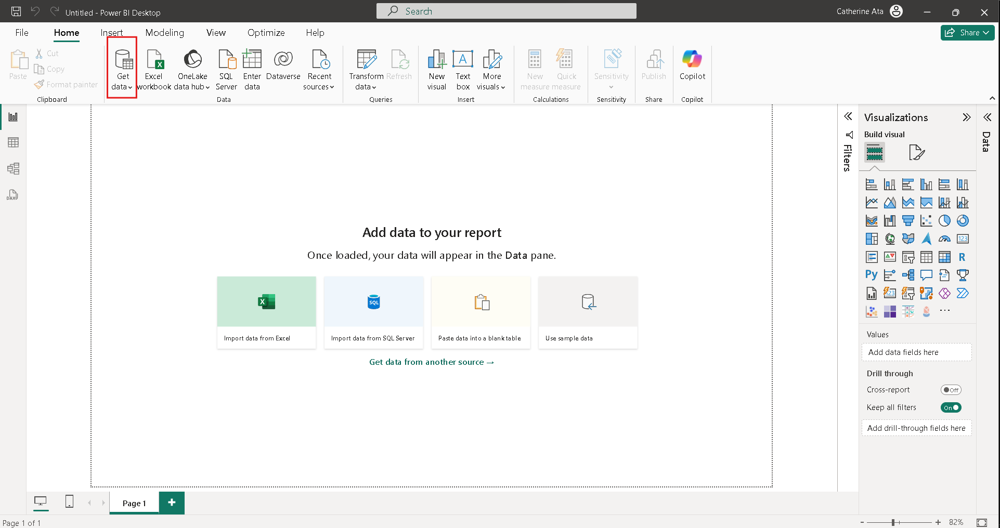 Untitled - Power BI Desktop
Search
Catherine Ata
File
Home
Insert
Modeling
View
Optimize
Help
Share
Paste
Cut
Copy
Format painter
Clipboard
Get
data
Excel
workbook
OneLake
data hub
SQL
Server
Enter
data
Dataverse
Recent
sources
Data
Transform
data
Refresh
Queries
New
visual
A
Text
box
More
visuals
Insert
New
measure
Quick
measure
Calculations
Sensitivity
Sensitivity
Publish
Share
Copilot
Copilot
DAX
Add data to your report
Once loaded, your data will appear in the Data pane.
X
SQL
Import data from Excel
Import data from SQL Server
Paste data into a blank table
Use sample data
Get data from another source →
Filters
Visualizations
Build visual
123
R
Py
123
Values
Add data fields here
Drill through
Cross-report
Off
Keep all filters
On
Add drill-through fields here
Data
Page 1
+
Page 1 of 1
- + 82%